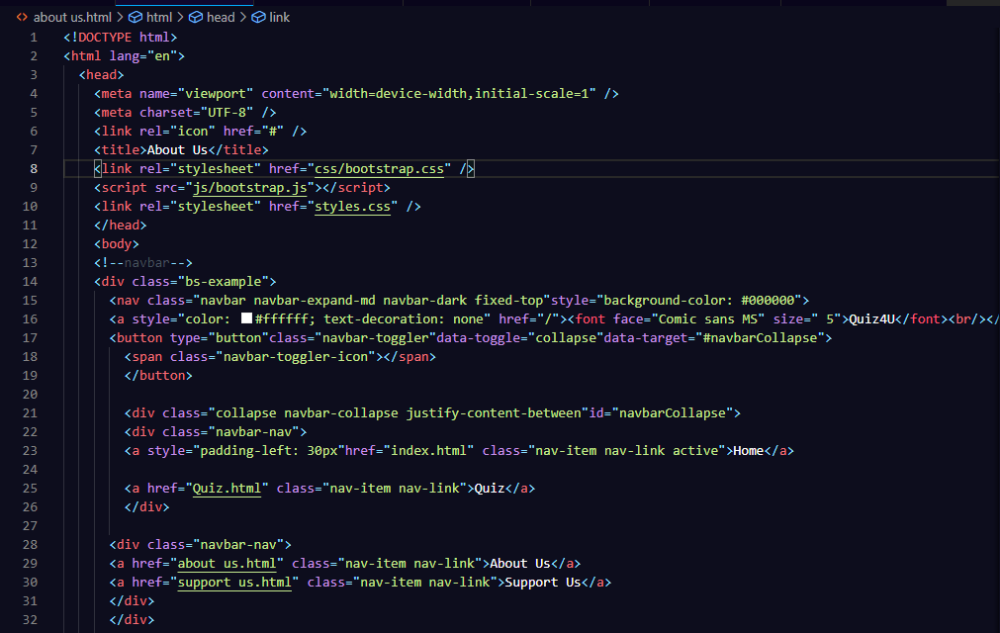 about us.html > html > head > link
1 <!DOCTYPE html>
2 <html lang="en">
3 <head>
4 <meta name="viewport" content="width=device-width,initial-scale=1" />
5 <meta charset="UTF-8" />
6 <link rel="icon" href="#" />
7 <title>About Us</title>
8 <link rel="stylesheet" href="css/bootstrap.css" />
9 <script src="js/bootstrap.js"></script>
10 <link rel="stylesheet" href="styles.css" />
11 </head>
12 <body>
13 <!--navbar-->
14 <div class="bs-example">
15 <nav class="navbar navbar-expand-md navbar-dark fixed-top"style="background-color: #000000">
16 <a style="color: #ffffff; text-decoration: none" href="/"><font face="Comic sans MS" size=" 5">Quiz4U</font><br/></
17 <button type="button"class="navbar-toggler"data-toggle="collapse"data-target="#navbarCollapse">
18 <span class="navbar-toggler-icon"></span>
19 </button>
20
21 <div class="collapse navbar-collapse justify-content-between"id="navbarCollapse">
22 <div class="navbar-nav">
23 <a style="padding-left: 30px"href="index.html" class="nav-item nav-link active">Home</a>
24
25 <a href="Quiz.html" class="nav-item nav-link">Quiz</a>
26 </div>
27
28 <div class="navbar-nav">
29 <a href="about us.html" class="nav-item nav-link">About Us</a>
30 <a href="support us.html" class="nav-item nav-link">Support Us</a>
31 </div>
32 </div>